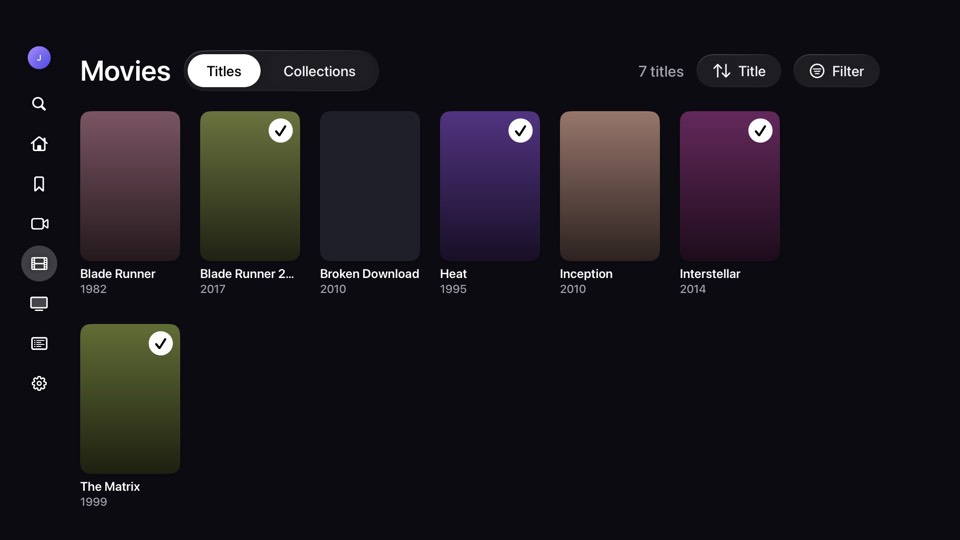 J
Movies
Titles
Collections
7 titles
Title
Filter
Blade Runner
1982
Blade Runner 2...
2017
Broken Download
2010
Heat
1995
Inception
2010
Interstellar
2014
The Matrix
1999